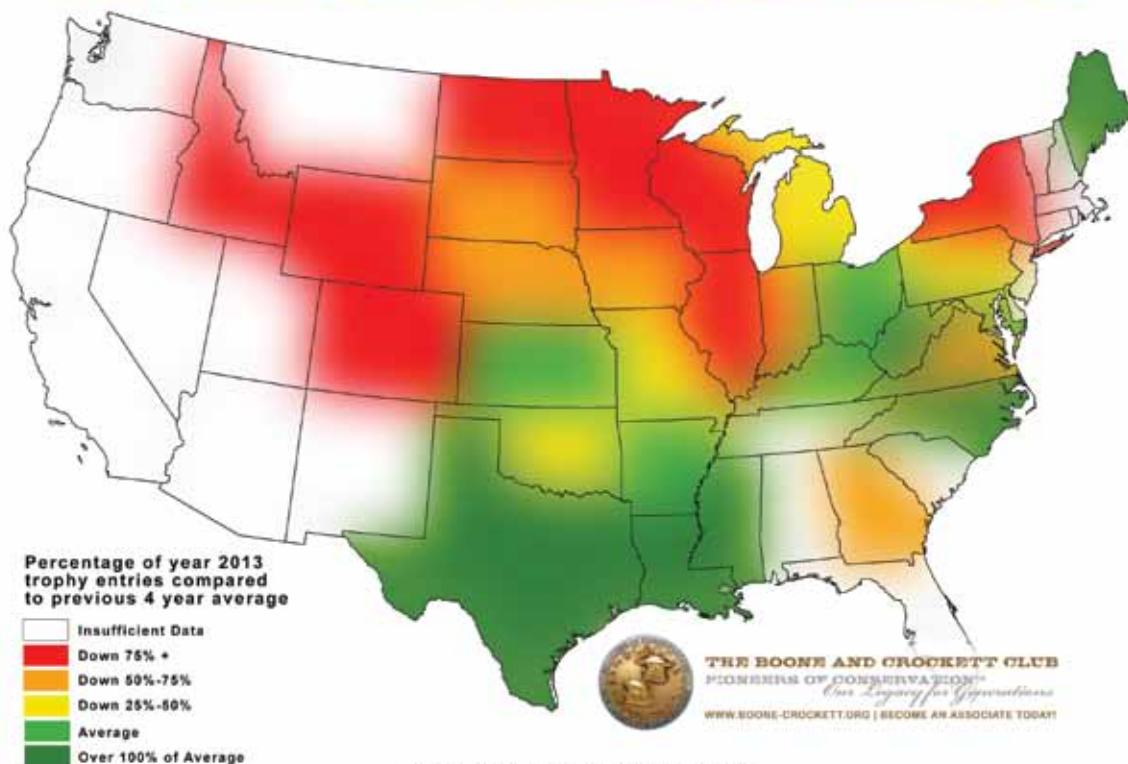 Percentage of year 2013
trophy entries compared
to previous 4 year average
Insufficient Data
Down 75% +
Down 50%-75%
Down 25%-50%
Average
Over 100% of Average
THE BOONE AND CROCKETT CLUB
PIONEERS OF CONSERVATION
Our Legacy for Generations
WWW.BOONE-CROCKETT.ORG | BECOME AN ASSOCIATE TODAY!